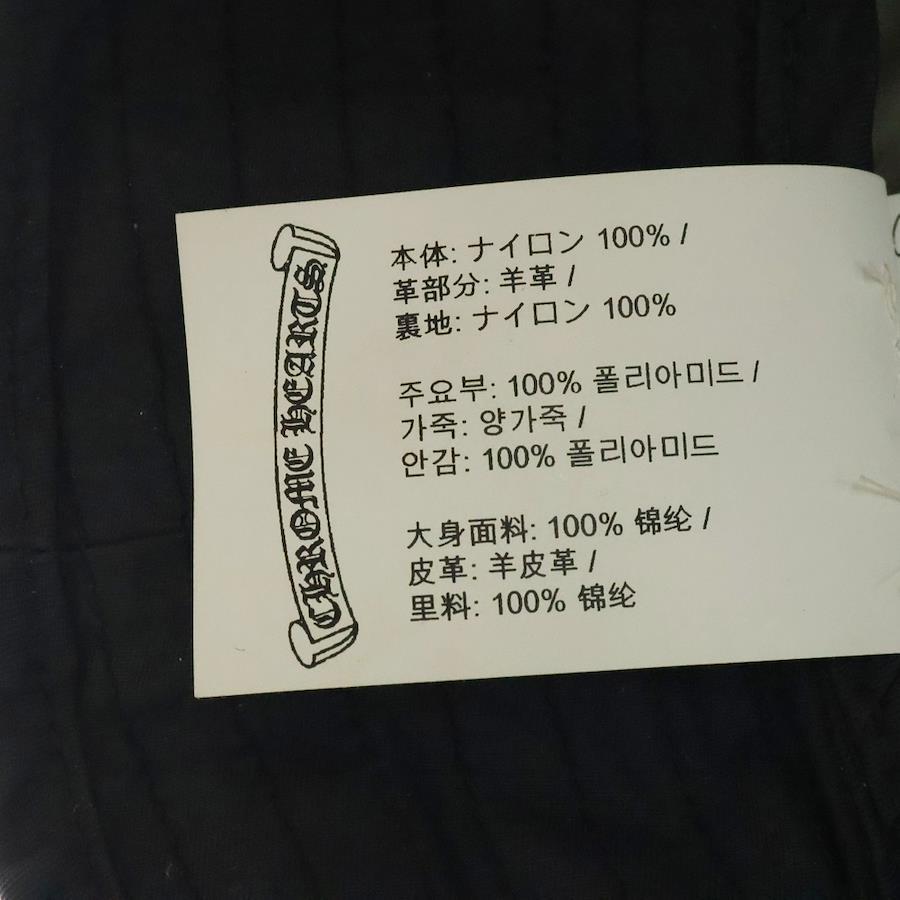 CHROME HEARTS
本体: ナイロン 100% /
革部分: 羊革 /
裏地: ナイロン 100%
주요부: 100% 폴리아미드 /
가죽: 양가죽 /
안감: 100% 폴리아미드
大身面料: 100% 锦纶 /
皮革: 羊皮革 /
里料: 100% 锦纶